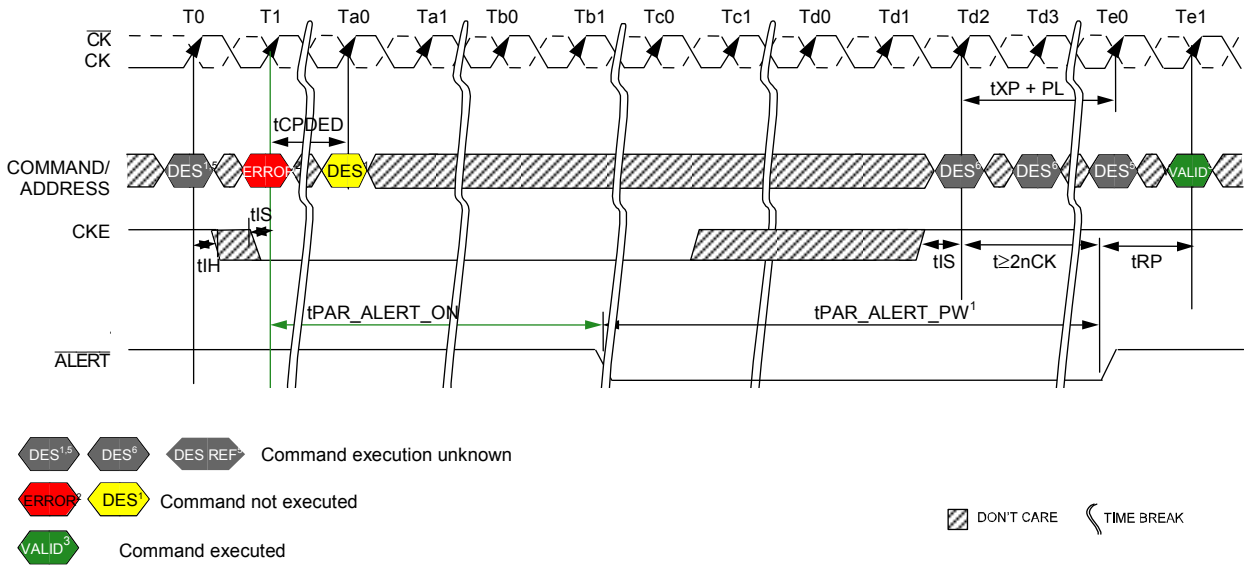 T0 T1 Ta0 Ta1 Tb0 Tb1 Tc0 Tc1 Td0 Td1 Td2 Td3 Te0 Te1
CK
CK
tXP + PL
tCPDED
COMMAND/
ADDRESS
DES1,5 ERROR2 DES1 DES6 DES6 DES5 VALID3
CKE
tIS
tIH
tIS t≥2nCK tRP
tPAR_ALERT_ON tPAR_ALERT_PW1
ALERT
DES1,5 DES6 DES REF5 Command execution unknown
ERROR2 DES1 Command not executed
DON'T CARE TIME BREAK
VALID3 Command executed